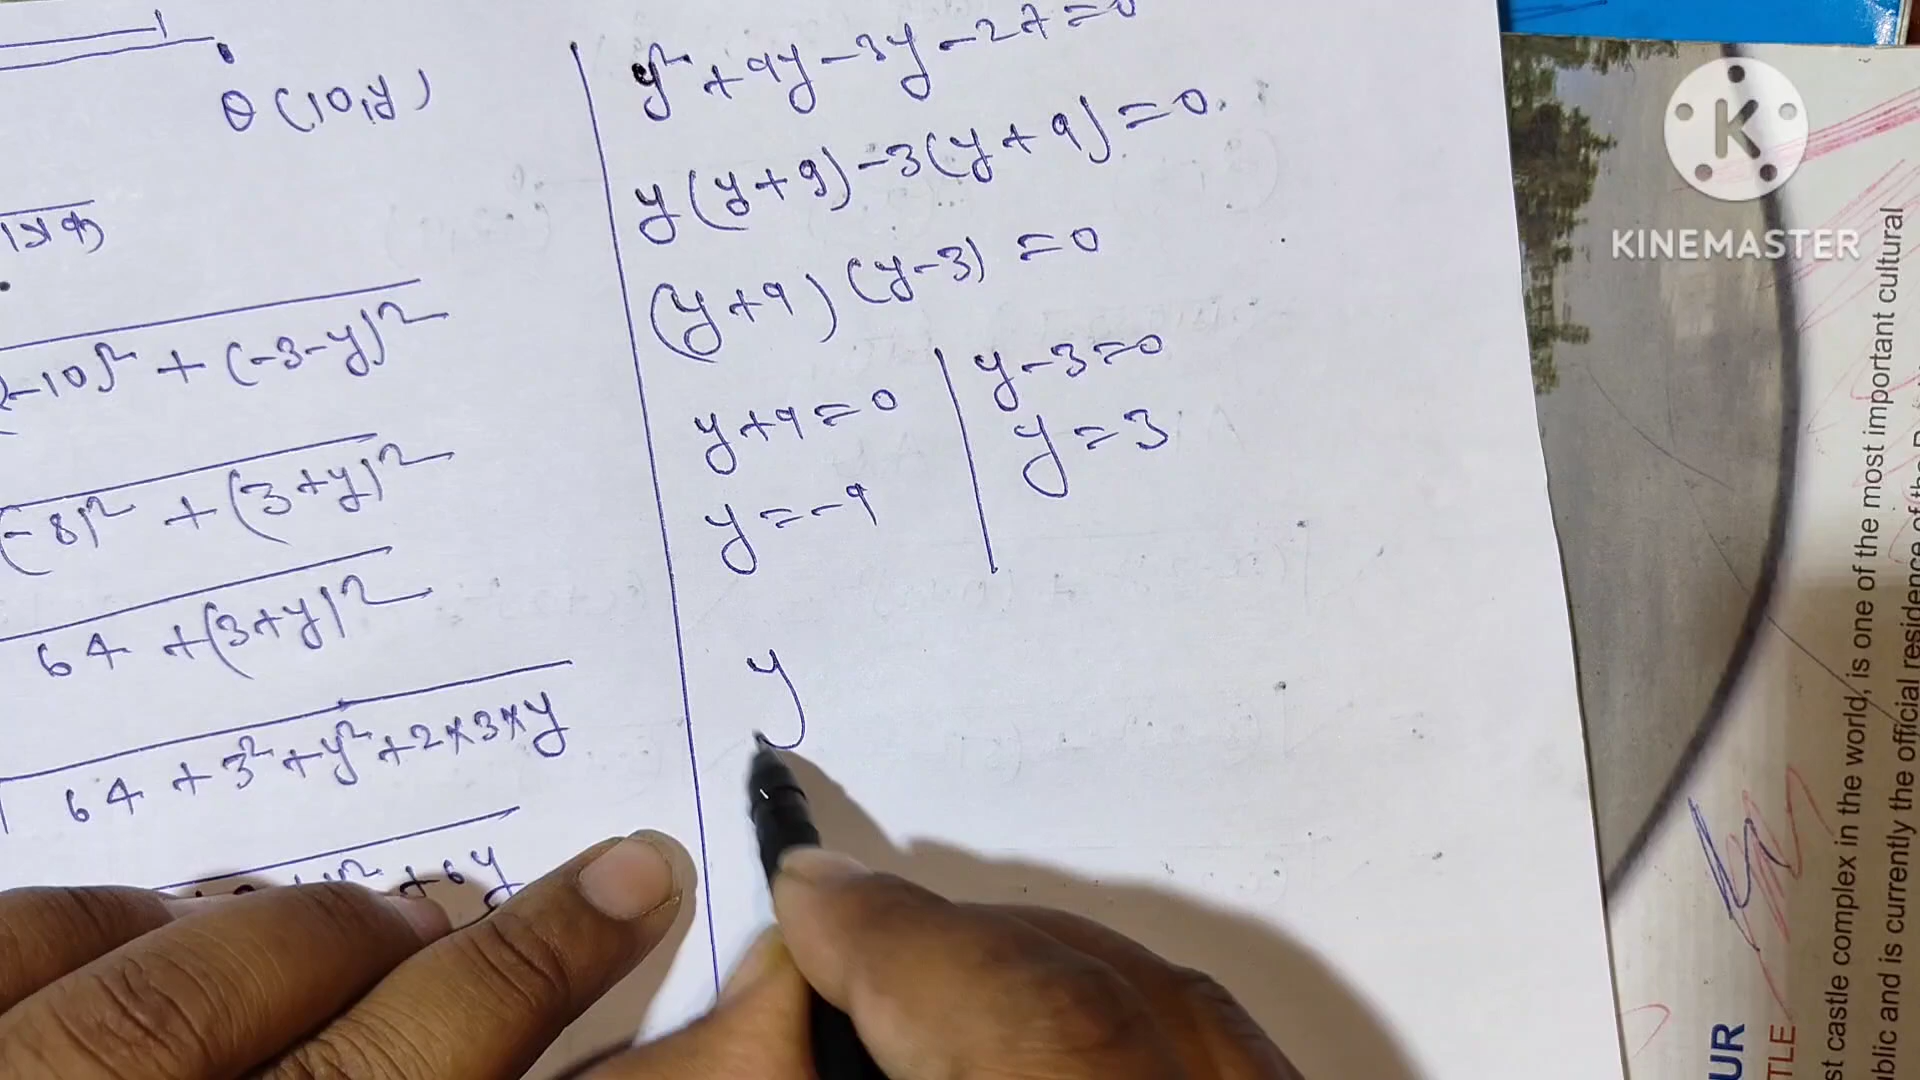 Q (10, y)
(-10)² + (-3-y)²
(-8)² + (3+y)²
64 + (3+y)²
64 + 3² + y² + 2×3×y
+ 6y
y² + 9y - 3y - 27 = 0
y(y+9) - 3(y+9) = 0
(y+9) (y-3) = 0
y+9=0
y=-9
y-3=0
y=3
y
KINEMASTER
st castle complex in the world, is one of the most important cultural
ublic and is currently the official residence of the
UR
TLE